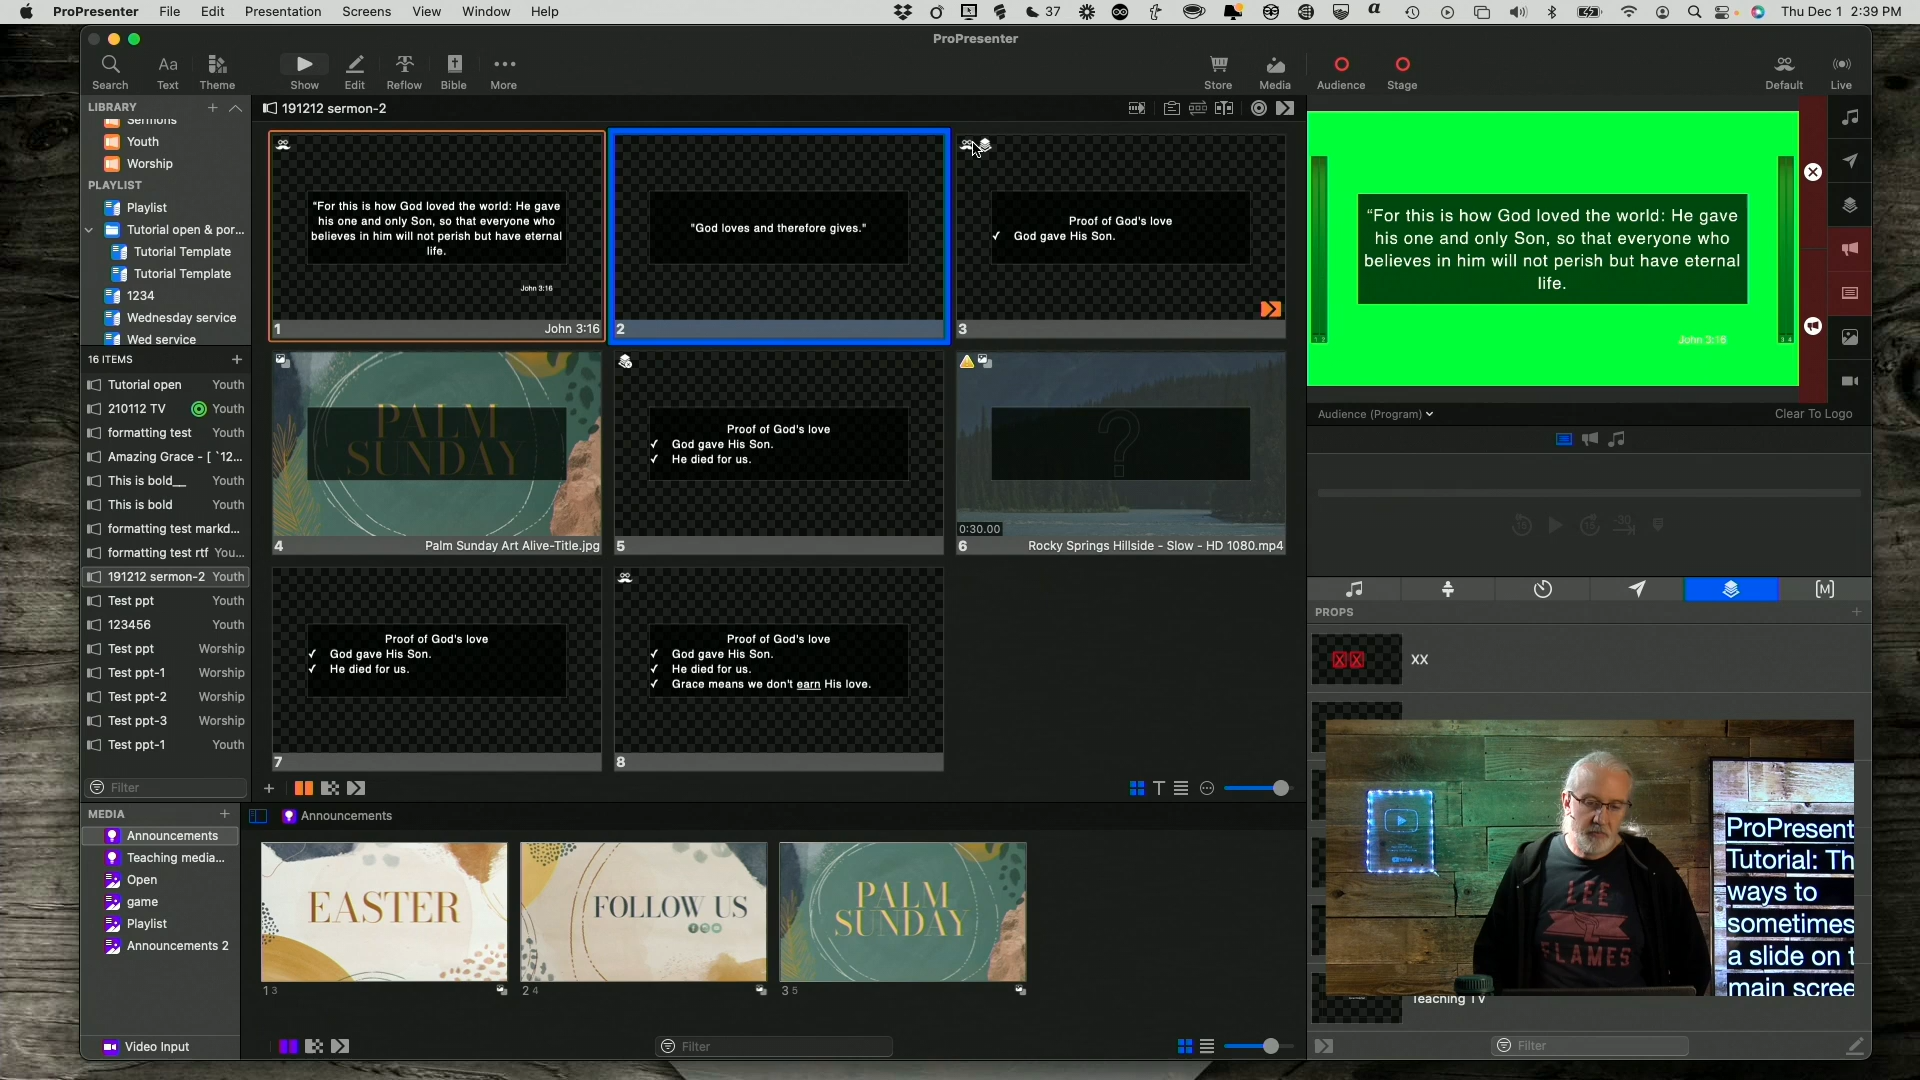 ProPresenter File Edit Presentation Screens View Window Help 37 Thu Dec 1 2:39 PM
ProPresenter
Search Text Theme Show Edit Reflow Bible More Store Media Audience Stage Default Live
LIBRARY
Sermons
Youth
Worship
PLAYLIST
Playlist
Tutorial open & por...
Tutorial Template
Tutorial Template
1234
Wednesday service
Wed service
16 ITEMS
Tutorial open Youth
210112 TV Youth
formatting test Youth
Amazing Grace - [ `12...
This is bold__ Youth
This is bold Youth
formatting test markd...
formatting test rtf You...
191212 sermon-2 Youth
Test ppt Youth
123456 Youth
Test ppt Worship
Test ppt-1 Worship
Test ppt-2 Worship
Test ppt-3 Worship
Test ppt-1 Youth
Filter
MEDIA
Announcements
Teaching media...
Open
game
Playlist
Announcements 2
Video Input
191212 sermon-2
“For this is how God loved the world: He gave
his one and only Son, so that everyone who
believes in him will not perish but have eternal
life.
John 3:16
1 John 3:16
"God loves and therefore gives."
2
Proof of God's love
✓ God gave His Son.
3
PALM
SUNDAY
4 Palm Sunday Art Alive-Title.jpg
Proof of God's love
✓ God gave His Son.
✓ He died for us.
5
?
0:30.00
6 Rocky Springs Hillside - Slow - HD 1080.mp4
Proof of God's love
✓ God gave His Son.
✓ He died for us.
7
Proof of God's love
✓ God gave His Son.
✓ He died for us.
✓ Grace means we don't earn His love.
8
Announcements
EASTER
1 3
FOLLOW US
2 4
PALM
SUNDAY
3 5
Filter
“For this is how God loved the world: He gave
his one and only Son, so that everyone who
believes in him will not perish but have eternal
life.
John 3:16
1 2
3 4
Audience (Program) Clear To Logo
PROPS
XX
Teaching TV
Filter
LEE
FLAMES
ProPresent
Tutorial: Th
ways to
sometimes
a slide on t
main scree